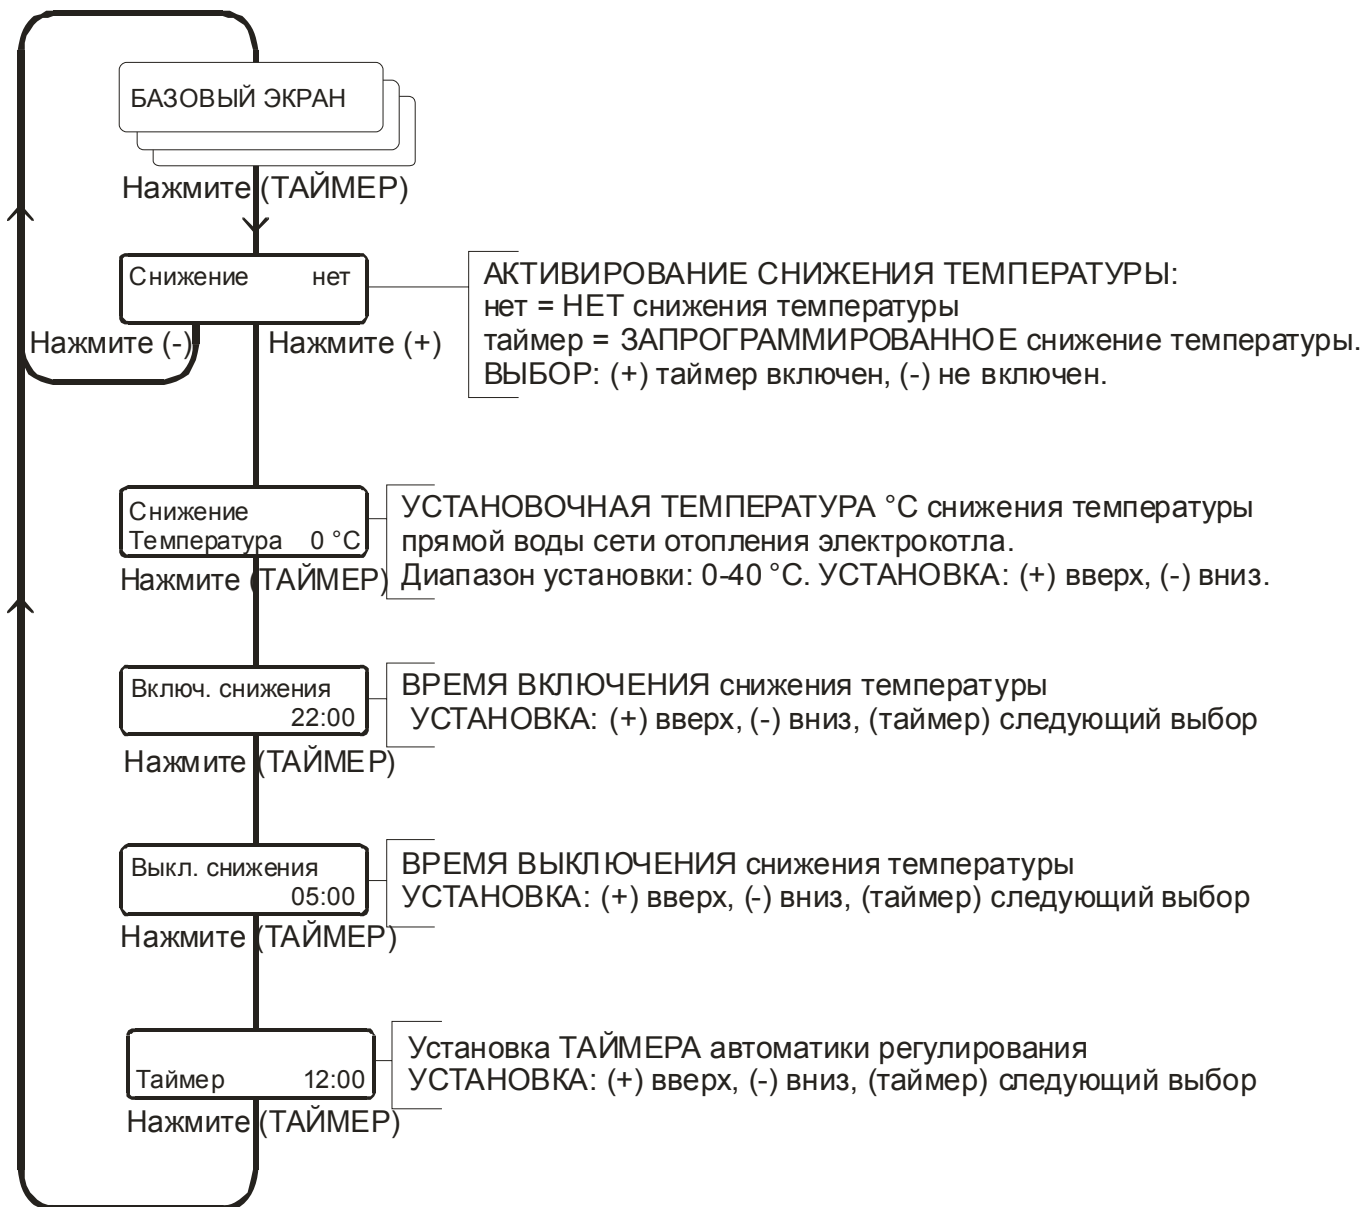 БАЗОВЫЙ ЭКРАН
Нажмите (ТАЙМЕР)
Снижение нет
Нажмите (-) Нажмите (+)
АКТИВИРОВАНИЕ СНИЖЕНИЯ ТЕМПЕРАТУРЫ:
нет = НЕТ снижения температуры
таймер = ЗАПРОГРАММИРОВАННОЕ снижение температуры.
ВЫБОР: (+) таймер включен, (-) не включен.
Снижение
Температура 0 °C
Нажмите (ТАЙМЕР)
УСТАНОВОЧНАЯ ТЕМПЕРАТУРА °C снижения температуры
прямой воды сети отопления электрокотла.
Диапазон установки: 0-40 °C. УСТАНОВКА: (+) вверх, (-) вниз.
Включ. снижения
22:00
Нажмите (ТАЙМЕР)
ВРЕМЯ ВКЛЮЧЕНИЯ снижения температуры
УСТАНОВКА: (+) вверх, (-) вниз, (таймер) следующий выбор
Выкл. снижения
05:00
Нажмите (ТАЙМЕР)
ВРЕМЯ ВЫКЛЮЧЕНИЯ снижения температуры
УСТАНОВКА: (+) вверх, (-) вниз, (таймер) следующий выбор
Таймер 12:00
Нажмите (ТАЙМЕР)
Установка ТАЙМЕРА автоматики регулирования
УСТАНОВКА: (+) вверх, (-) вниз, (таймер) следующий выбор